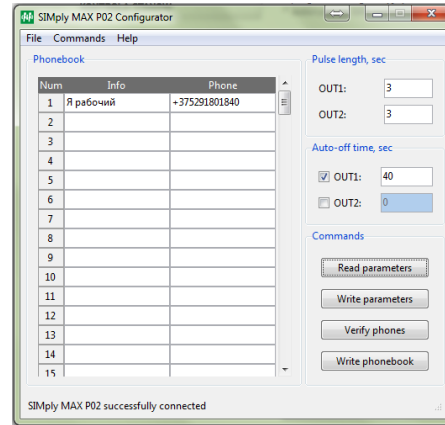 SIMply MAX P02 Configurator
File Commands Help
Phonebook
Num Info Phone
1 Я рабочий +375291801840
2
3
4
5
6
7
8
9
10
11
12
13
14
15
Pulse length, sec
OUT1: 3
OUT2: 3
Auto-off time, sec
OUT1: 40
OUT2: 0
Commands
Read parameters
Write parameters
Verify phones
Write phonebook
SIMply MAX P02 successfully connected